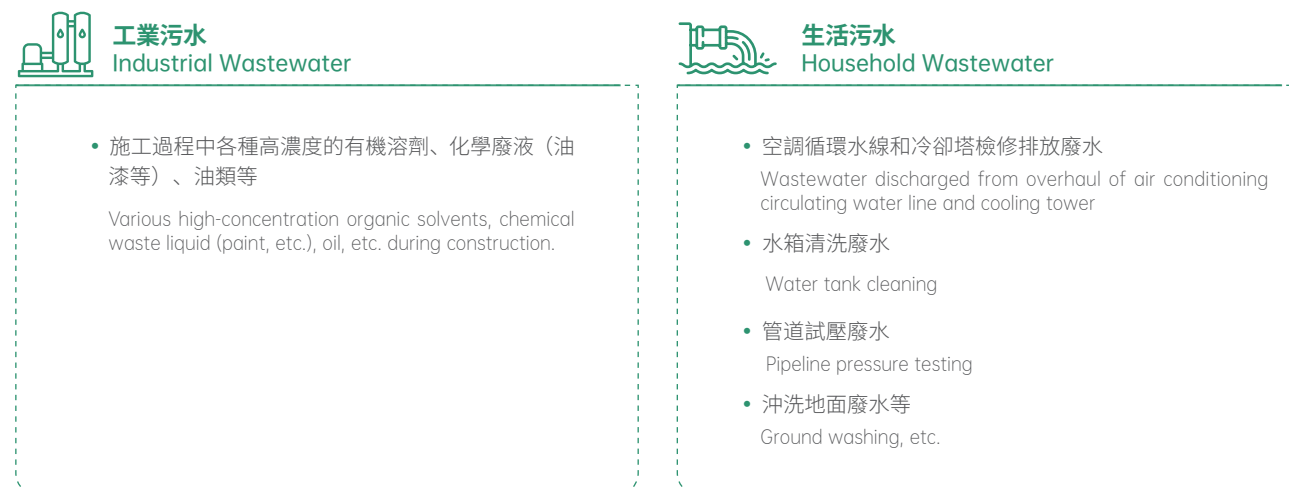 工業污水
Industrial Wastewater
• 施工過程中各種高濃度的有機溶劑、化學廢液（油
漆等）、油類等
Various high-concentration organic solvents, chemical
waste liquid (paint, etc.), oil, etc. during construction.
生活污水
Household Wastewater
• 空調循環水線和冷卻塔檢修排放廢水
Wastewater discharged from overhaul of air conditioning
circulating water line and cooling tower
• 水箱清洗廢水
Water tank cleaning
• 管道試壓廢水
Pipeline pressure testing
• 沖洗地面廢水等
Ground washing, etc.